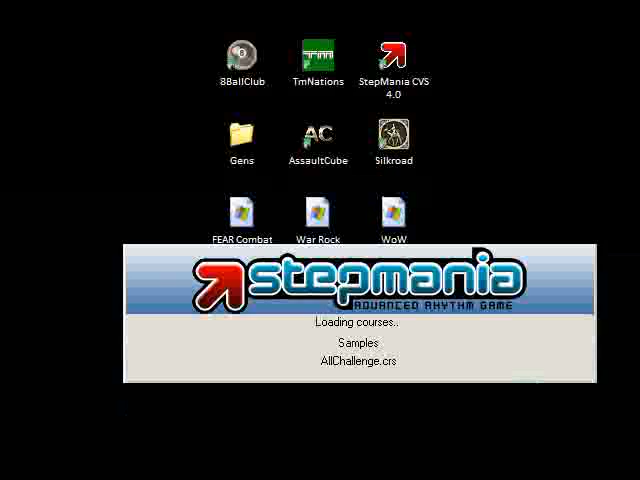 8BallClub
TmNations
StepMania CVS
4.0
Gens
AC
AssaultCube
Silkroad
FEAR Combat
War Rock
WoW
stepmania
ADVANCED RHYTHM GAME
Loading courses..
Samples
AllChallenge.crs